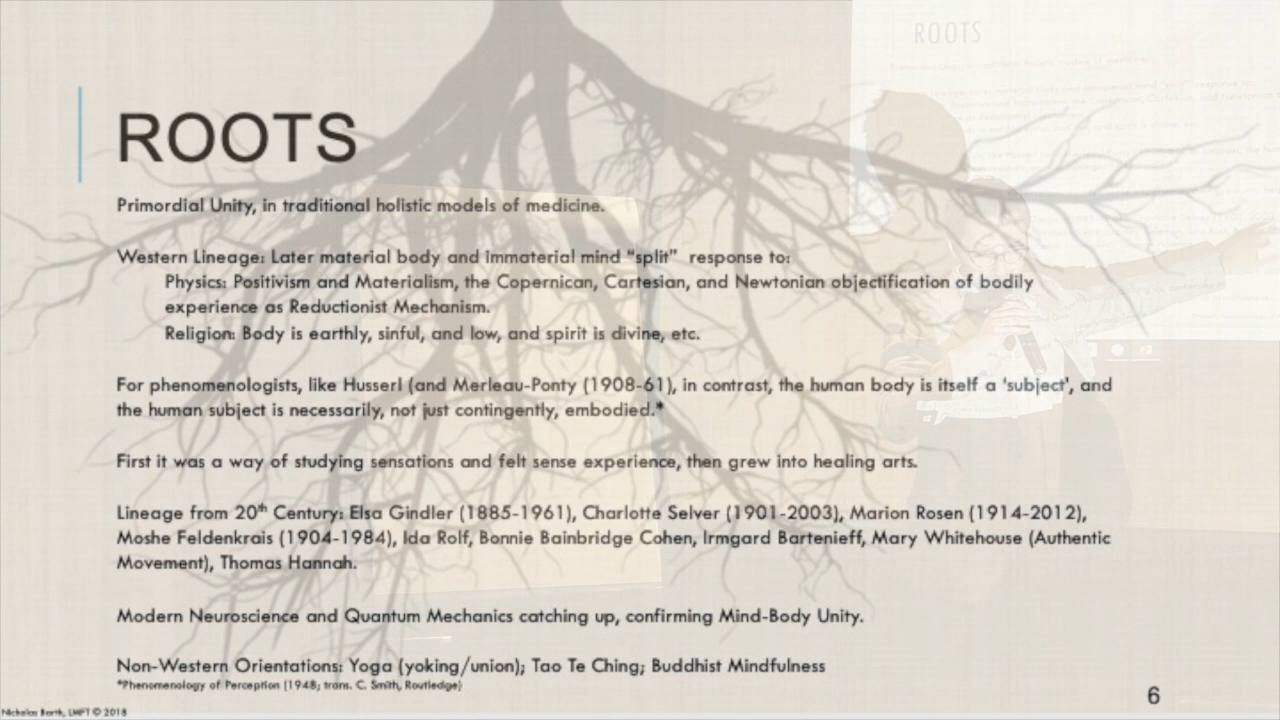 ROOTS
ROOTS
Primordial Unity, in traditional holistic models of medicine.
Western Lineage: Later material body and immaterial mind “split” response to:
Physics: Positivism and Materialism, the Copernican, Cartesian, and Newtonian objectification of bodily
experience as Reductionist Mechanism.
Religion: Body is earthly, sinful, and low, and spirit is divine, etc.
For phenomenologists, like Husserl (and Merleau-Ponty (1908-61), in contrast, the human body is itself a ‘subject’, and
the human subject is necessarily, not just contingently, embodied.*
First it was a way of studying sensations and felt sense experience, then grew into healing arts.
Lineage from 20th Century: Elsa Gindler (1885-1961), Charlotte Selver (1901-2003), Marion Rosen (1914-2012),
Moshe Feldenkrais (1904-1984), Ida Rolf, Bonnie Bainbridge Cohen, Irmgard Bartenieff, Mary Whitehouse (Authentic
Movement), Thomas Hannah.
Modern Neuroscience and Quantum Mechanics catching up, confirming Mind-Body Unity.
Non-Western Orientations: Yoga (yoking/union); Tao Te Ching; Buddhist Mindfulness
*Phenomenology of Perception (1948; trans. C. Smith, Routledge)
6
Nicholas Barth, LMFT © 2018